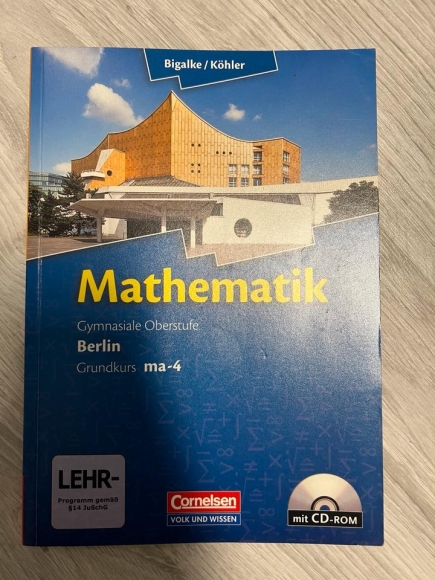 Bigalke/Köhler
Mathematik
Gymnasiale Oberstufe
Berlin
Grundkurs ma-4
LEHR-
Programm gemäß
§14 JuSchG
Cornelsen
VOLK UND WISSEN
mit CD-ROM